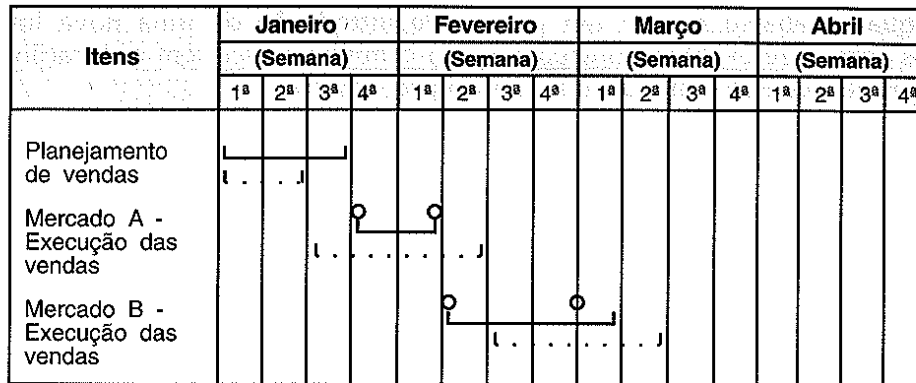 Janeiro Fevereiro Março Abril
Itens (Semana) (Semana) (Semana) (Semana)
1ª 2ª 3ª 4ª 1ª 2ª 3ª 4ª 1ª 2ª 3ª 4ª 1ª 2ª 3ª 4ª
Planejamento
de vendas
Mercado A -
Execução das
vendas
Mercado B -
Execução das
vendas